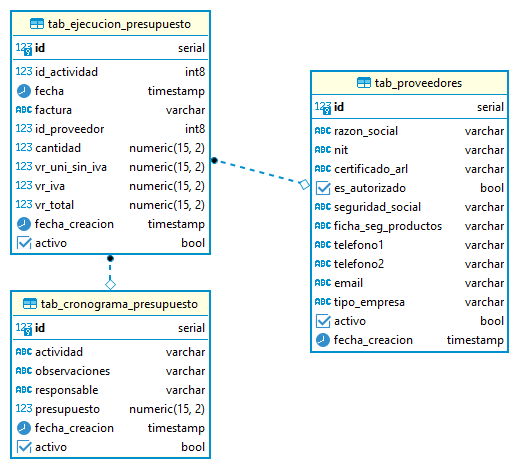 tab_ejecucion_presupuesto
123 id serial
123 id_actividad int8
fecha timestamp
ABC factura varchar
123 id_proveedor int8
123 cantidad numeric(15, 2)
123 vr_uni_sin_iva numeric(15, 2)
123 vr_iva numeric(15, 2)
123 vr_total numeric(15, 2)
fecha_creacion timestamp
activo bool
tab_proveedores
123 id serial
ABC razon_social varchar
ABC nit varchar
ABC certificado_arl varchar
es_autorizado bool
ABC seguridad_social varchar
ABC ficha_seg_productos varchar
ABC telefono1 varchar
ABC telefono2 varchar
ABC email varchar
ABC tipo_empresa varchar
activo bool
fecha_creacion timestamp
tab_cronograma_presupuesto
123 id serial
ABC actividad varchar
ABC observaciones varchar
ABC responsable varchar
123 presupuesto numeric(15, 2)
fecha_creacion timestamp
activo bool